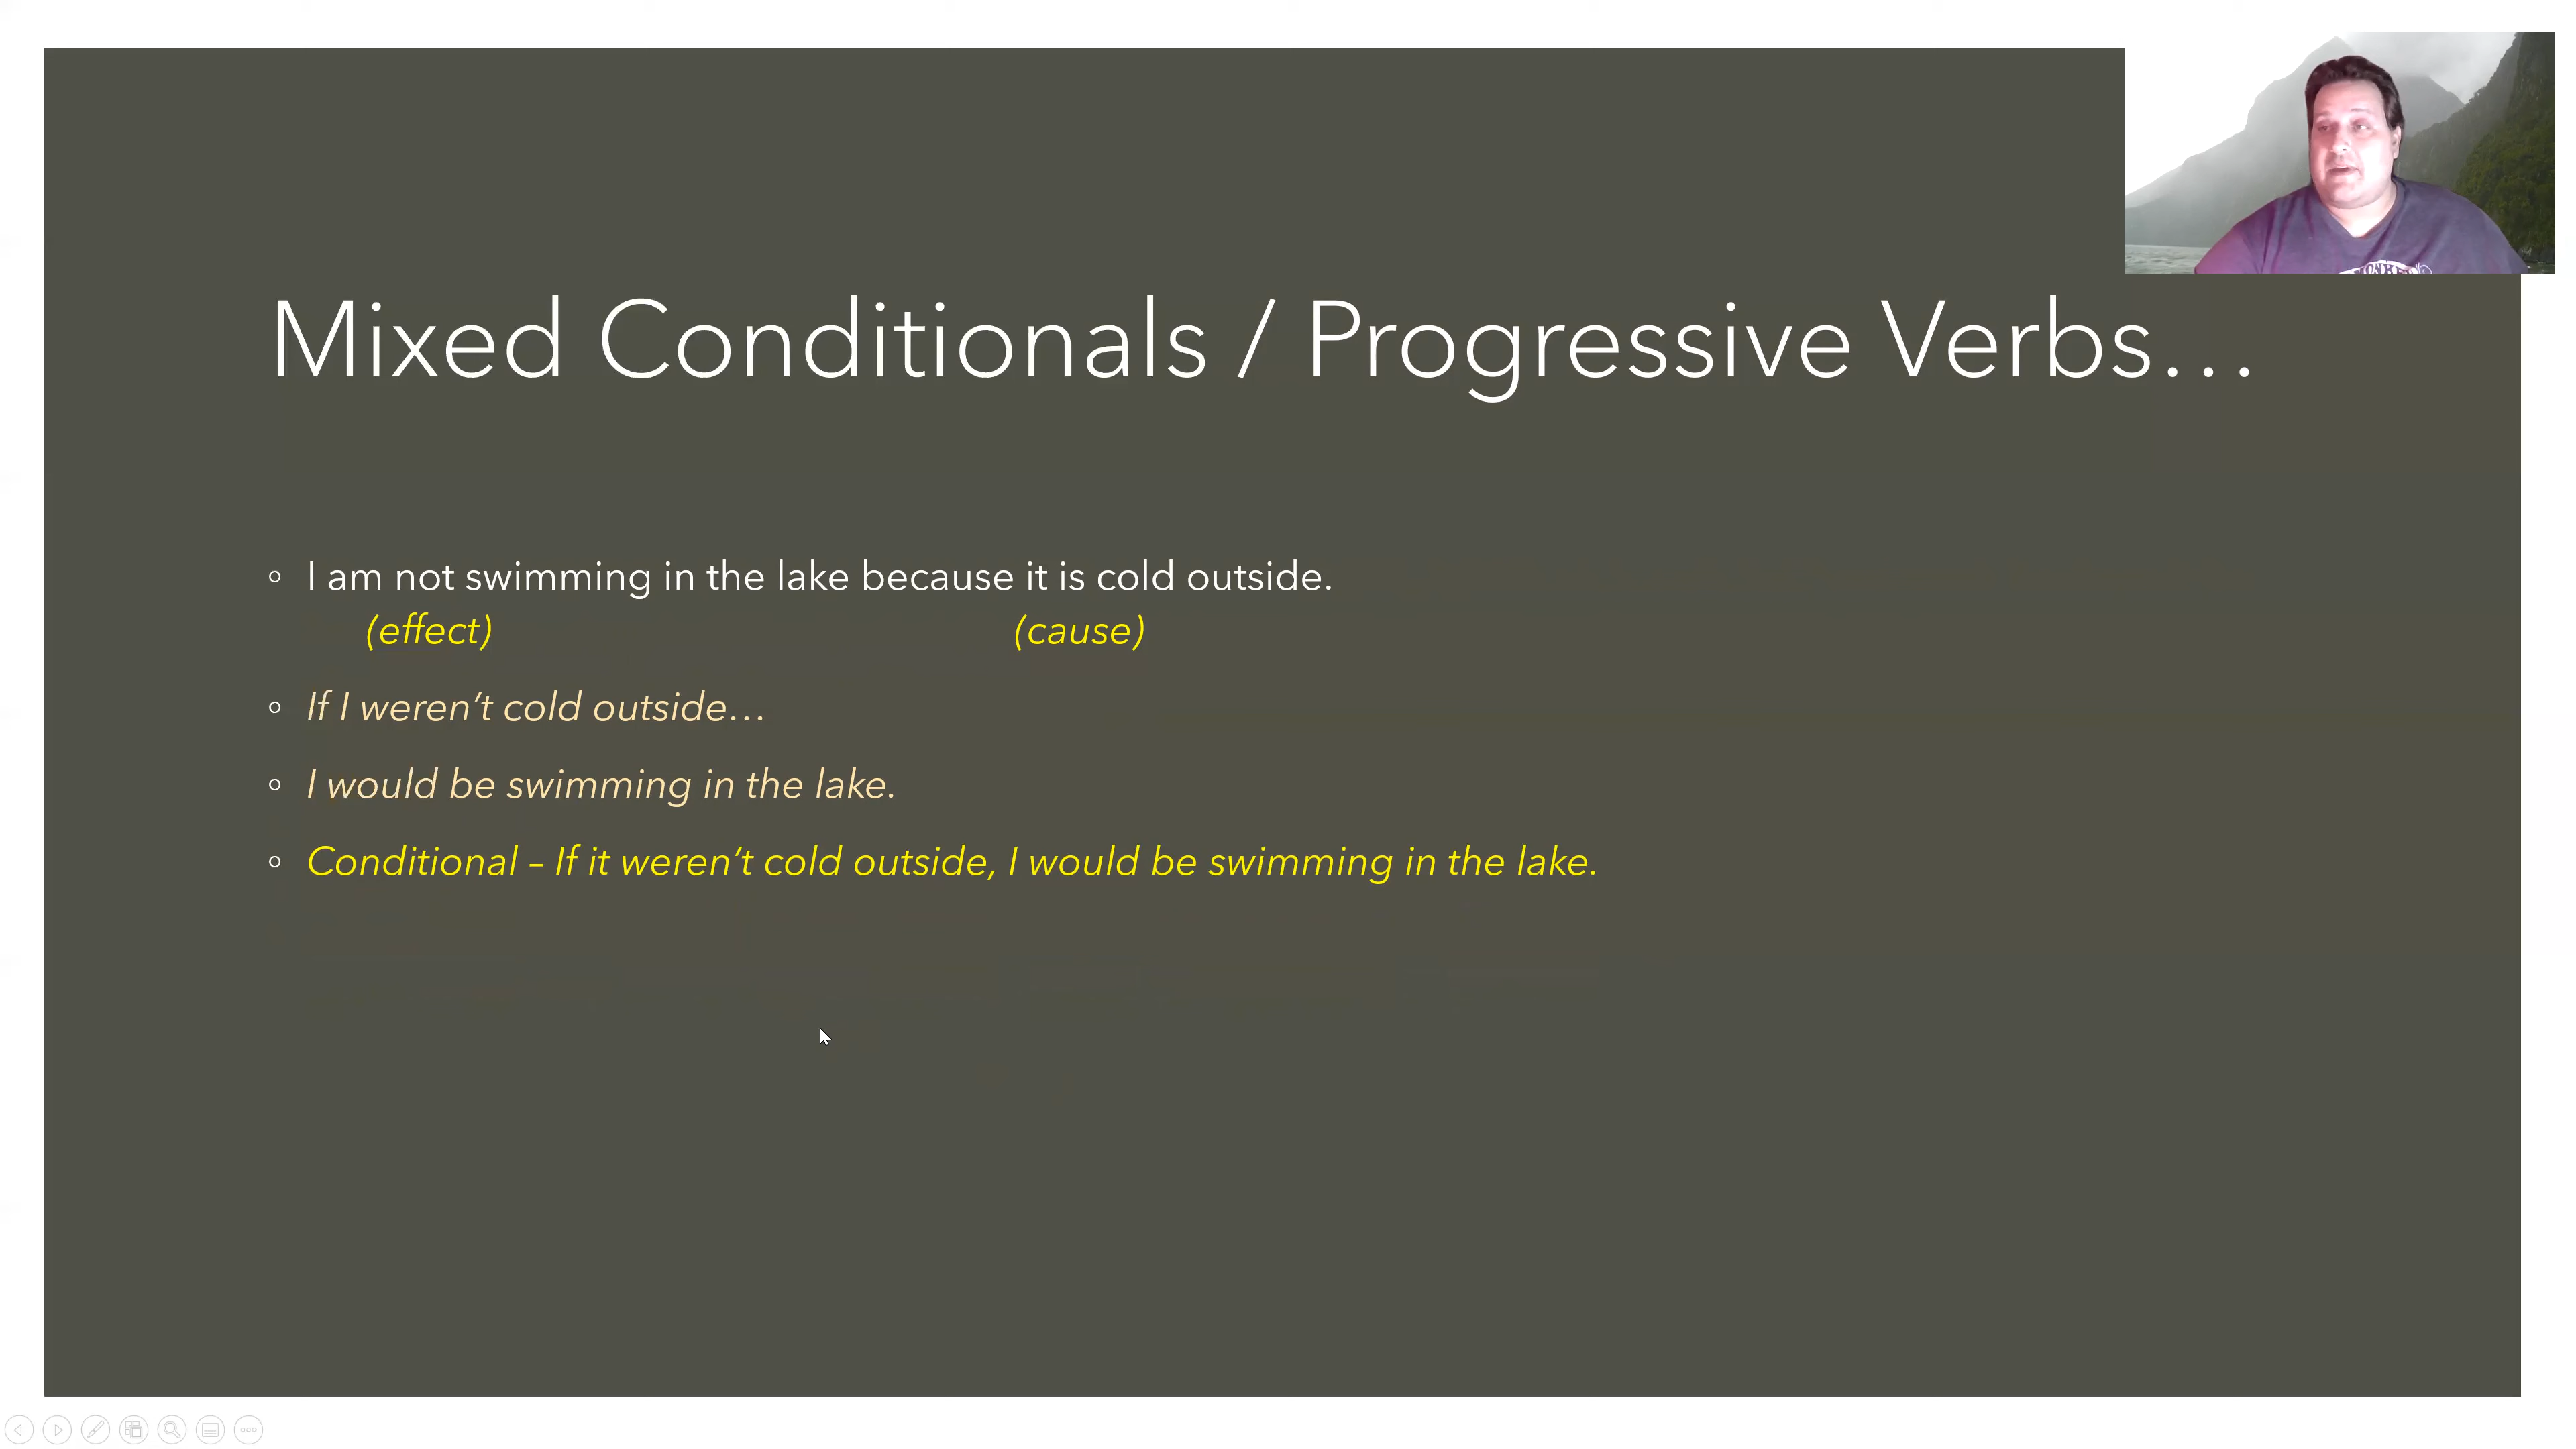 Mixed Conditionals / Progressive Verbs…
I am not swimming in the lake because it is cold outside.
(effect) (cause)
If I weren’t cold outside…
I would be swimming in the lake.
Conditional – If it weren’t cold outside, I would be swimming in the lake.